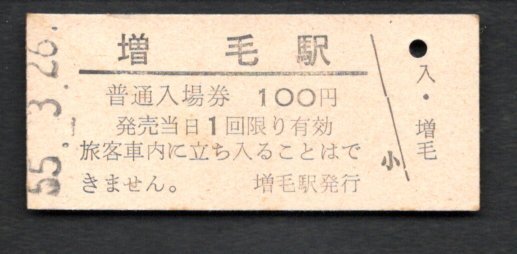 55.-3.26.
増毛駅
普通入場券 100円
発売当日1回限り有効
旅客車内に立ち入ることはで
きません。 増毛駅発行
小
入・増毛